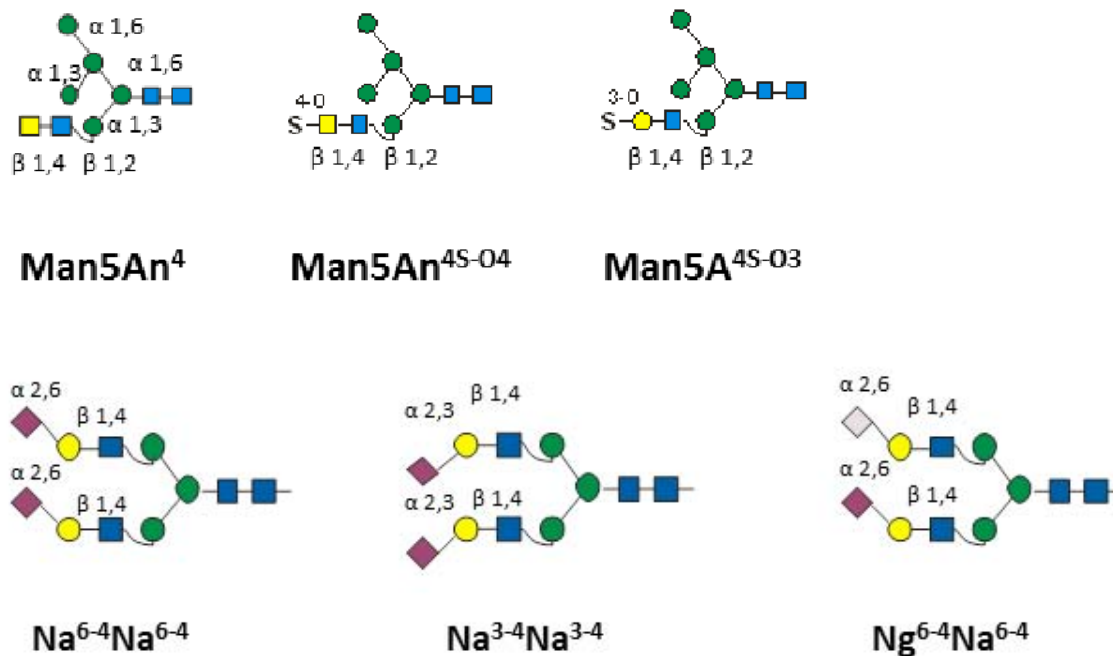 α 1,6
α 1,3 α 1,6
α 1,3
β 1,4 β 1,2
4-0
S
β 1,4 β 1,2
3-0
S
β 1,4 β 1,2
Man5An⁴ Man5An⁴ˢ⁻ᴼ⁴ Man5A⁴ˢ⁻ᴼ³
α 2,6
β 1,4
α 2,6
β 1,4
α 2,3
β 1,4
α 2,3
β 1,4
α 2,6
β 1,4
α 2,6
β 1,4
Na⁶⁻⁴Na⁶⁻⁴ Na³⁻⁴Na³⁻⁴ Ng⁶⁻⁴Na⁶⁻⁴